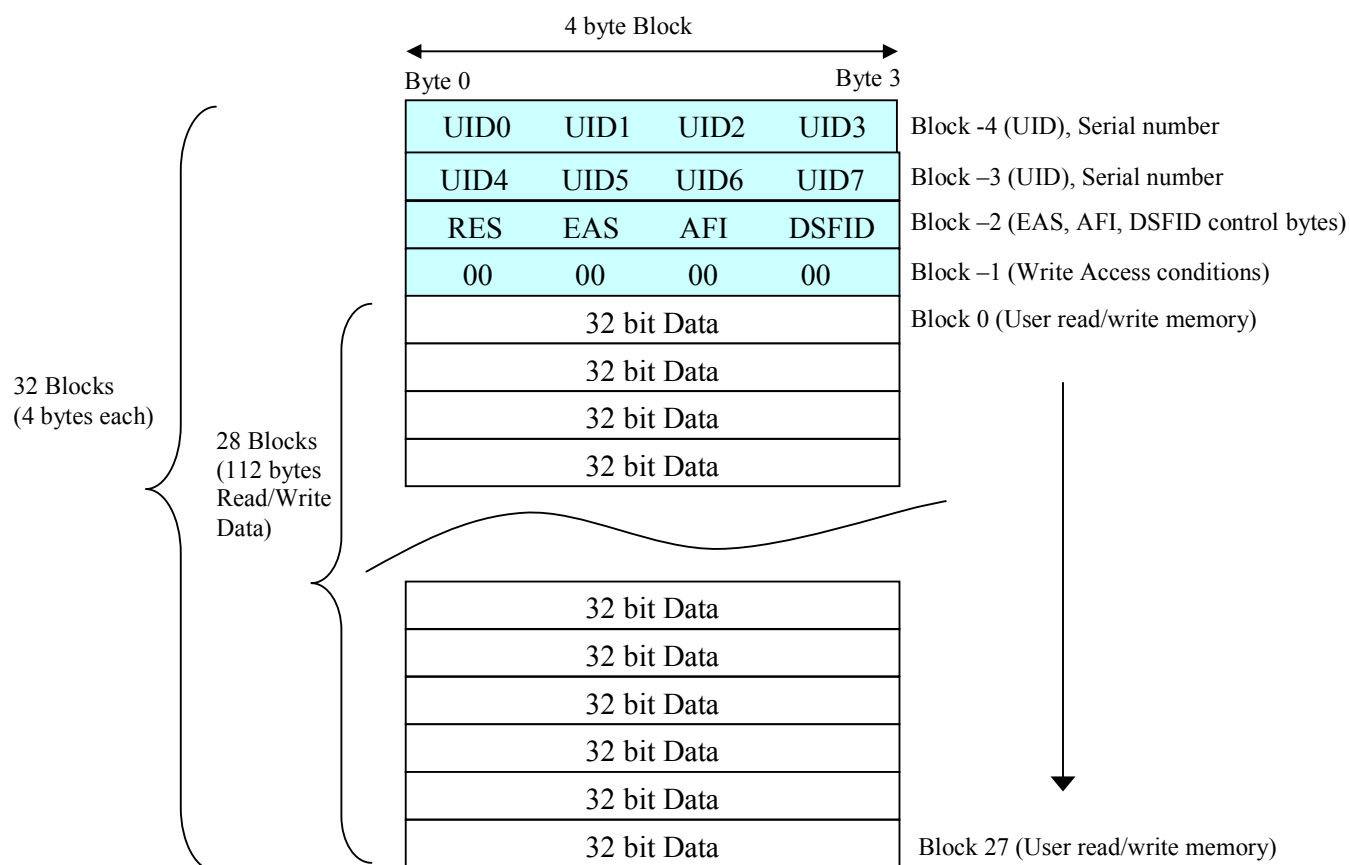 4 byte Block
Byte 0 Byte 3
UID0 UID1 UID2 UID3 Block -4 (UID), Serial number
UID4 UID5 UID6 UID7 Block –3 (UID), Serial number
RES EAS AFI DSFID Block –2 (EAS, AFI, DSFID control bytes)
00 00 00 00 Block –1 (Write Access conditions)
32 bit Data Block 0 (User read/write memory)
32 bit Data
32 bit Data
32 bit Data
32 Blocks
(4 bytes each)
28 Blocks
(112 bytes
Read/Write
Data)
32 bit Data
32 bit Data
32 bit Data
32 bit Data
32 bit Data
32 bit Data Block 27 (User read/write memory)